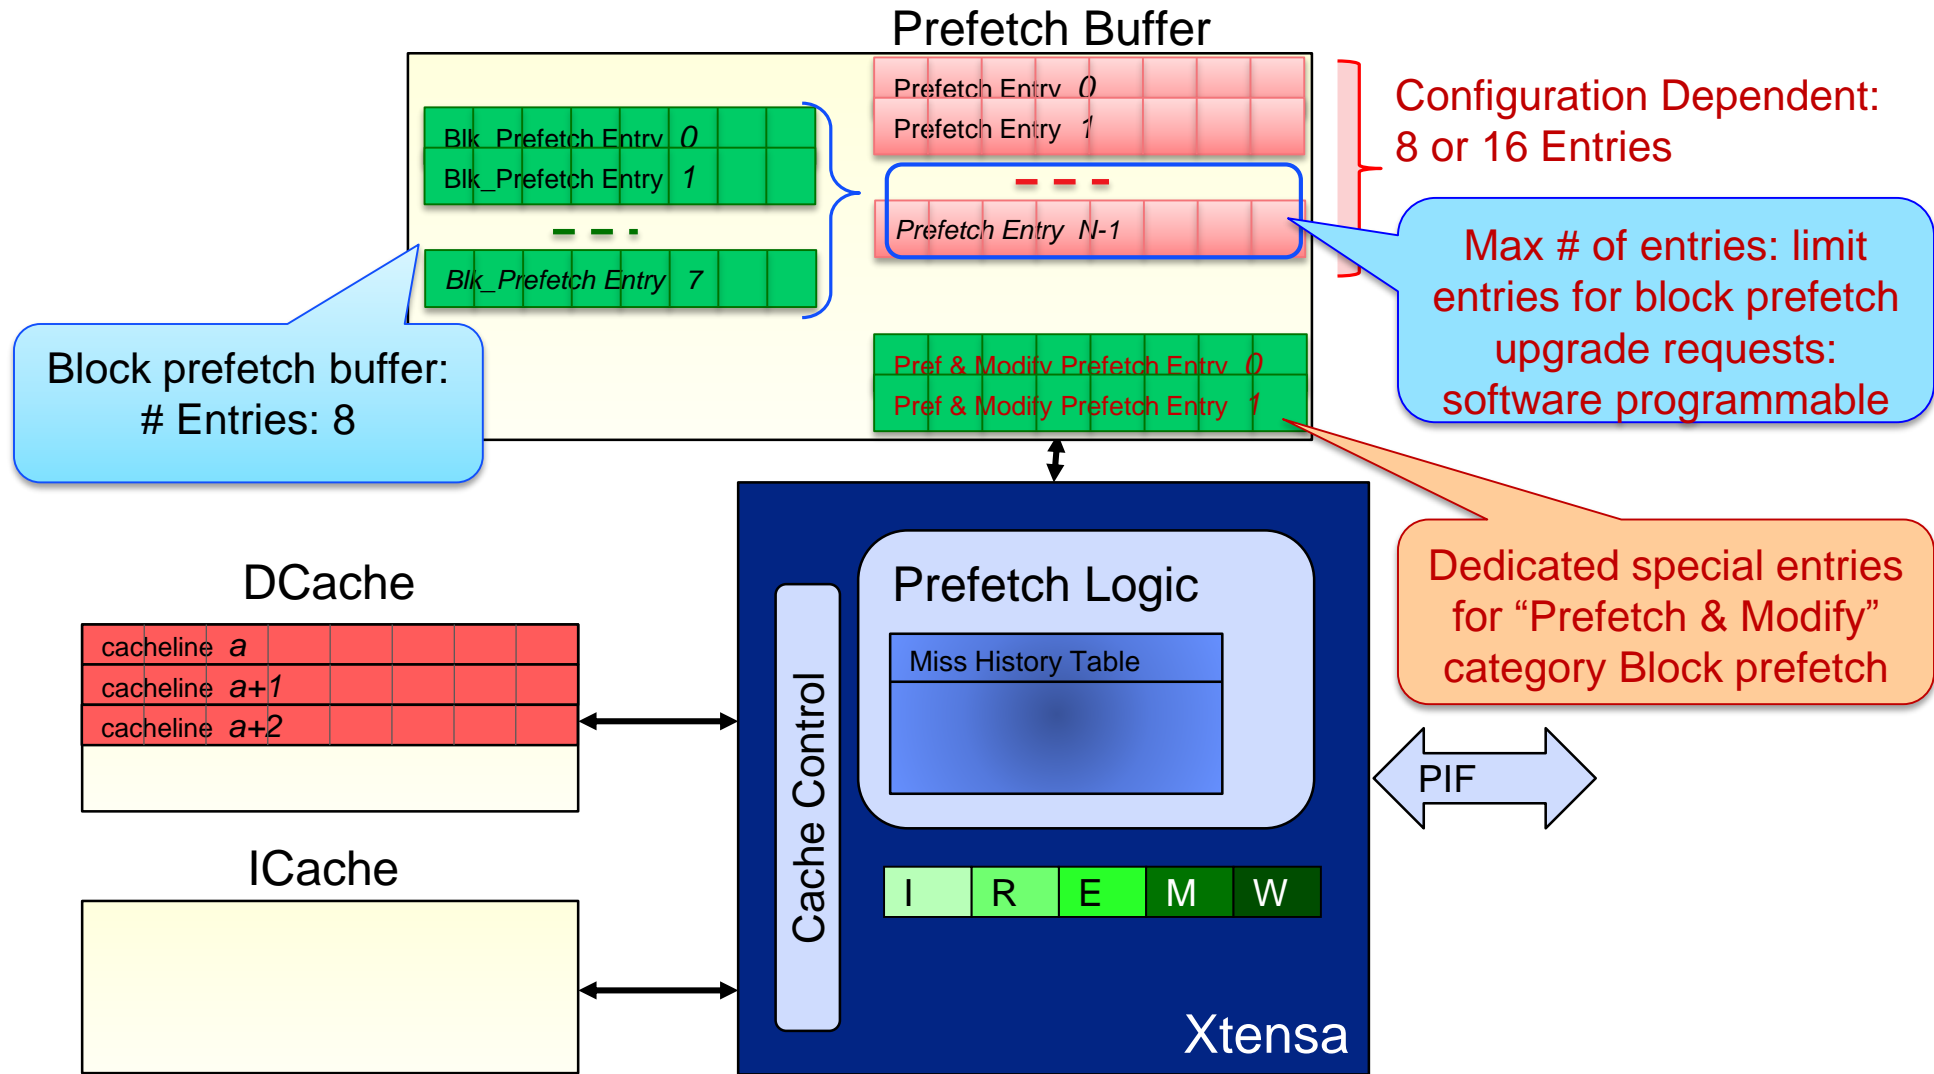 Prefetch Buffer
Prefetch Entry 0
Prefetch Entry 1
Prefetch Entry N-1
Blk_Prefetch Entry 0
Blk_Prefetch Entry 1
Blk_Prefetch Entry 7
Pref & Modify Prefetch Entry 0
Pref & Modify Prefetch Entry 1
Configuration Dependent:
8 or 16 Entries
Max # of entries: limit
entries for block prefetch
upgrade requests:
software programmable
Block prefetch buffer:
# Entries: 8
Dedicated special entries
for “Prefetch & Modify”
category Block prefetch
DCache
cacheline a
cacheline a+1
cacheline a+2
ICache
Cache Control
Prefetch Logic
Miss History Table
I R E M W
Xtensa
PIF